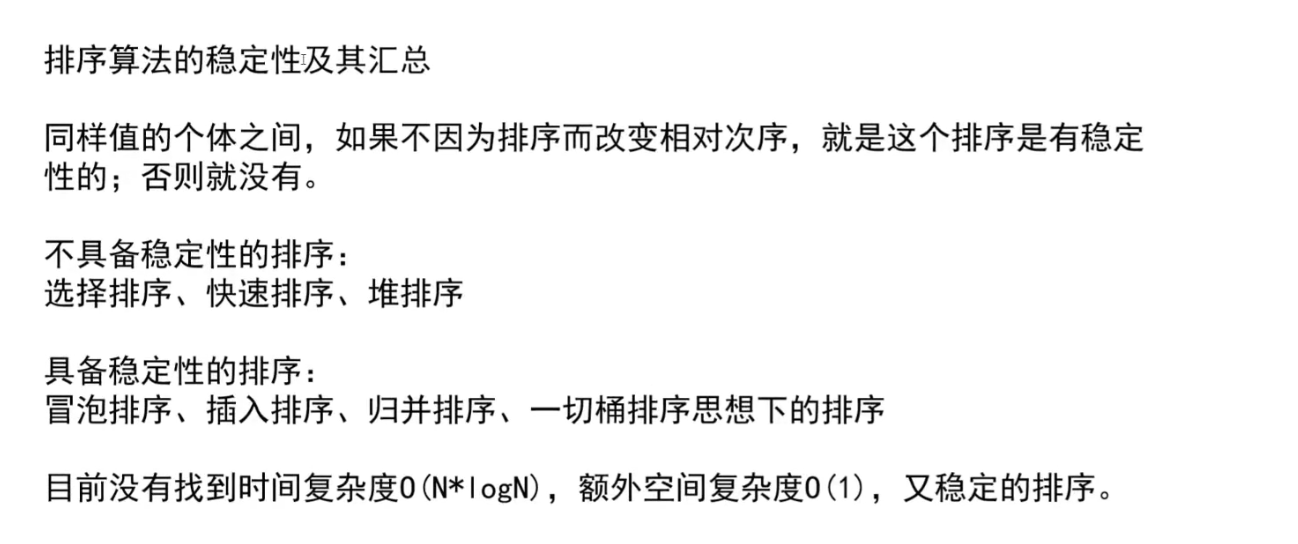 排序算法的稳定性及其汇总
同样值的个体之间，如果不因为排序而改变相对次序，就是这个排序是有稳定
性的；否则就没有。
不具备稳定性的排序：
选择排序、快速排序、堆排序
具备稳定性的排序：
冒泡排序、插入排序、归并排序、一切桶排序思想下的排序
目前没有找到时间复杂度O(N*logN)，额外空间复杂度O(1)，又稳定的排序。